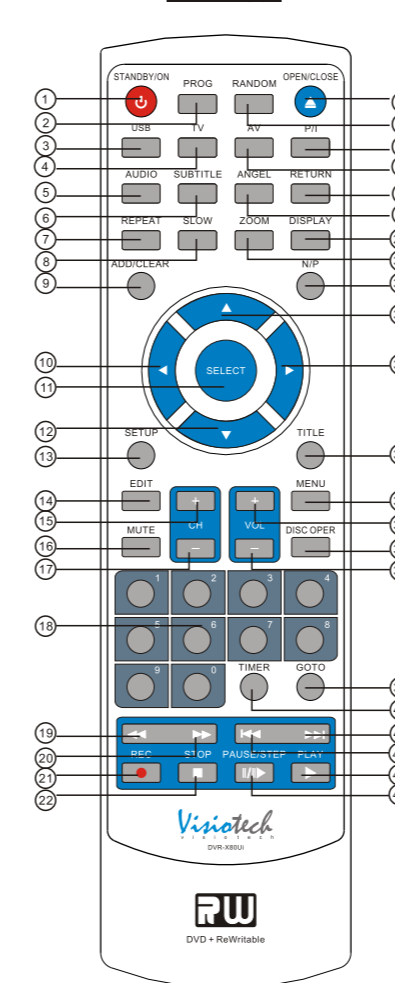 STANDBY/ON PROG RANDOM OPEN/CLOSE
1
2
USB TV AV P/I
3
4
AUDIO SUBTITLE ANGEL RETURN
5
6
REPEAT SLOW ZOOM DISPLAY
7
8
ADD/CLEAR N/P
9
10
SELECT
11
12
SETUP TITLE
13
EDIT MENU
14
+ +
15
CH VOL
MUTE DISC OPER
16
− −
17
1 2 3 4
18
5 6 7 8
9 0 TIMER GOTO
19
20
REC STOP PAUSE/STEP PLAY
21
22
Visiotech
visiotech
DVR-X80Ui
RW
DVD + ReWritable